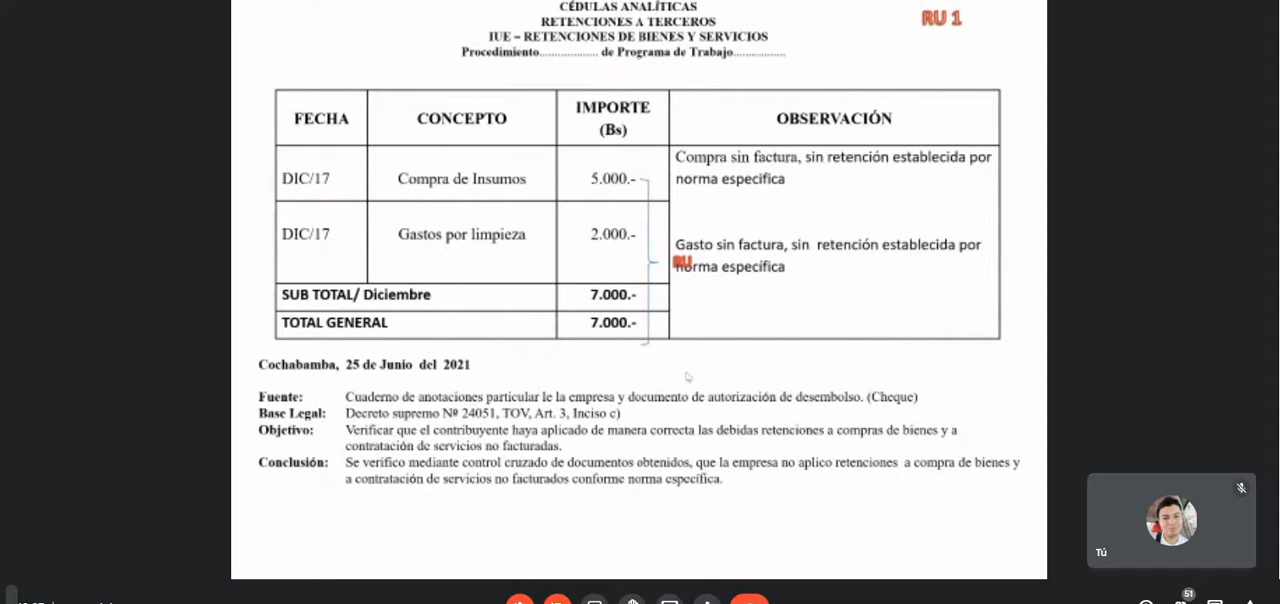 CÉDULAS ANALÍTICAS
RU 1
RETENCIONES A TERCEROS
IUE – RETENCIONES DE BIENES Y SERVICIOS
Procedimiento.................... de Programa de Trabajo..................
FECHA CONCEPTO IMPORTE (Bs) OBSERVACIÓN
DIC/17 Compra de Insumos 5.000.- Compra sin factura, sin retención establecida por
norma especifica
DIC/17 Gastos por limpieza 2.000.- Gasto sin factura, sin retención establecida por
RU
norma específica
SUB TOTAL/ Diciembre 7.000.-
TOTAL GENERAL 7.000.-
Cochabamba, 25 de Junio del 2021
Fuente: Cuaderno de anotaciones particular le la empresa y documento de autorización de desembolso. (Cheque)
Base Legal: Decreto supremo Nº 24051, TOV, Art. 3, Inciso c)
Objetivo: Verificar que el contribuyente haya aplicado de manera correcta las debidas retenciones a compras de bienes y a
contratación de servicios no facturadas.
Conclusión: Se verifico mediante control cruzado de documentos obtenidos, que la empresa no aplico retenciones a compra de bienes y
a contratación de servicios no facturados conforme norma específica.
Tú
51